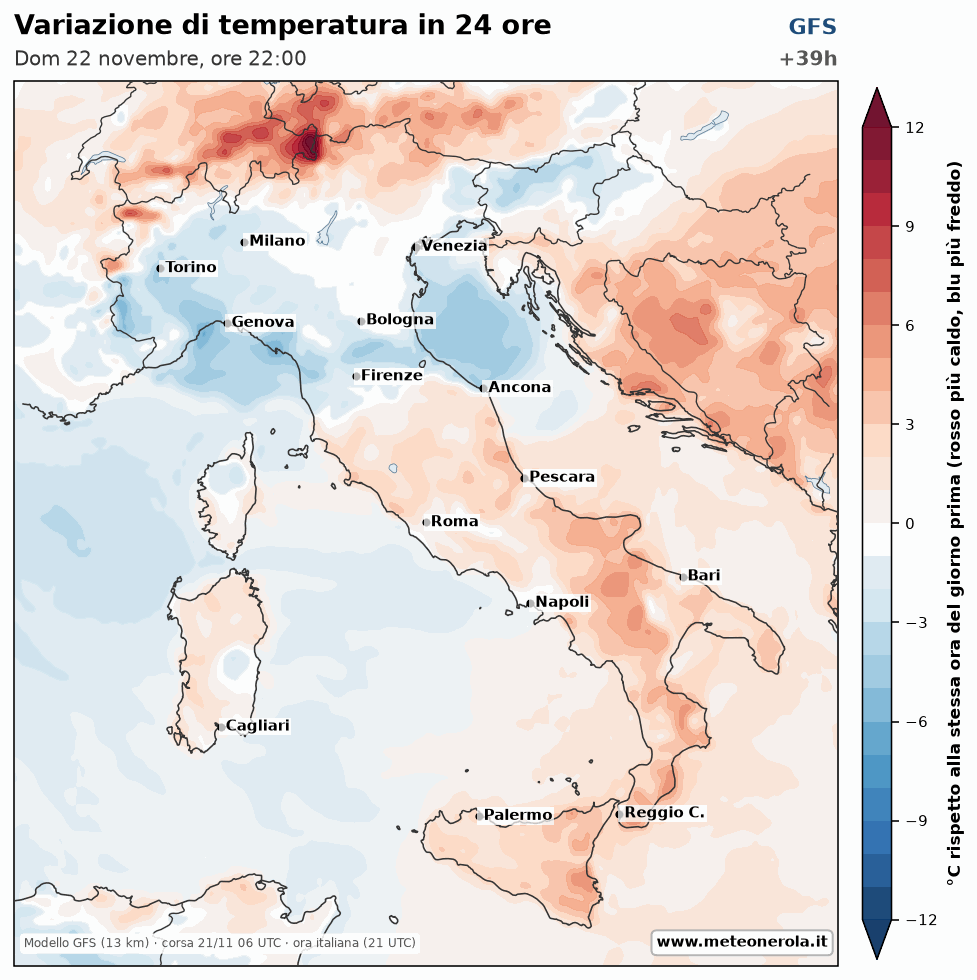 Variazione di temperatura in 24 ore
GFS
Dom 22 novembre, ore 22:00
+39h
Milano
Venezia
Torino
Genova
Bologna
Firenze
Ancona
Pescara
Roma
Bari
Napoli
Cagliari
Palermo
Reggio C.
12
9
6
3
0
−3
−6
−9
−12
°C rispetto alla stessa ora del giorno prima (rosso più caldo, blu più freddo)
Modello GFS (13 km) · corsa 21/11 06 UTC · ora italiana (21 UTC)
www.meteonerola.it